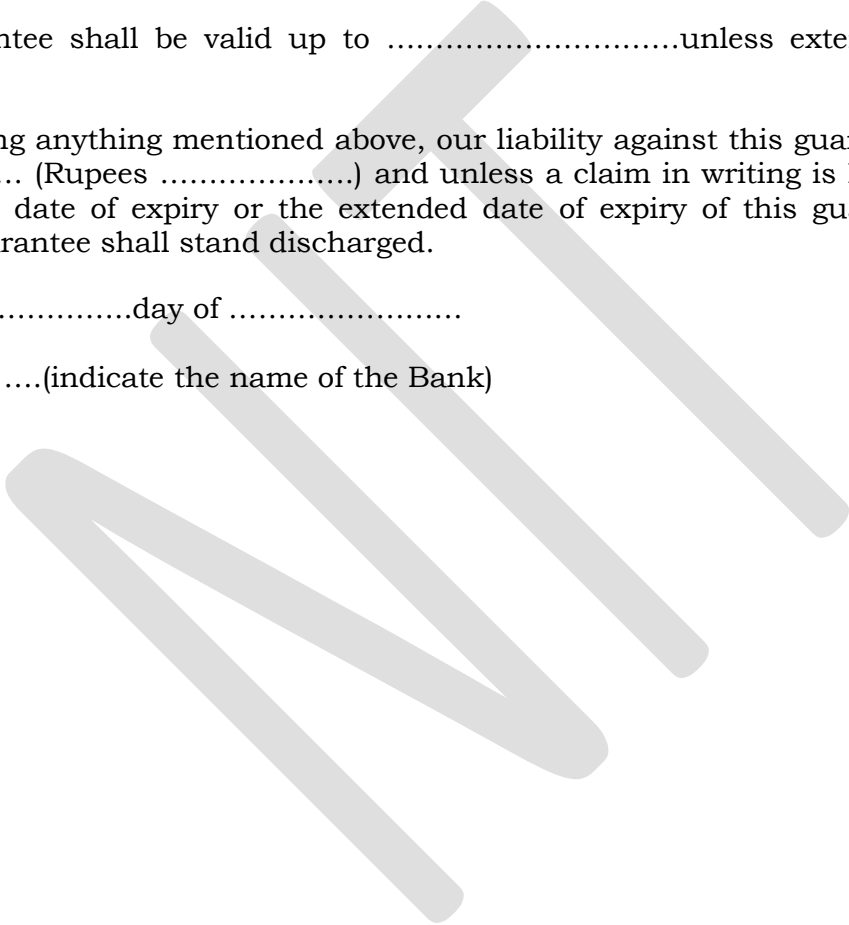 ntee shall be valid up to …………………………unless exte
ng anything mentioned above, our liability against this gua
… (Rupees ………………..) and unless a claim in writing is
date of expiry or the extended date of expiry of this gu
rantee shall stand discharged.
…………..day of ……………………
….(indicate the name of the Bank)
NIT